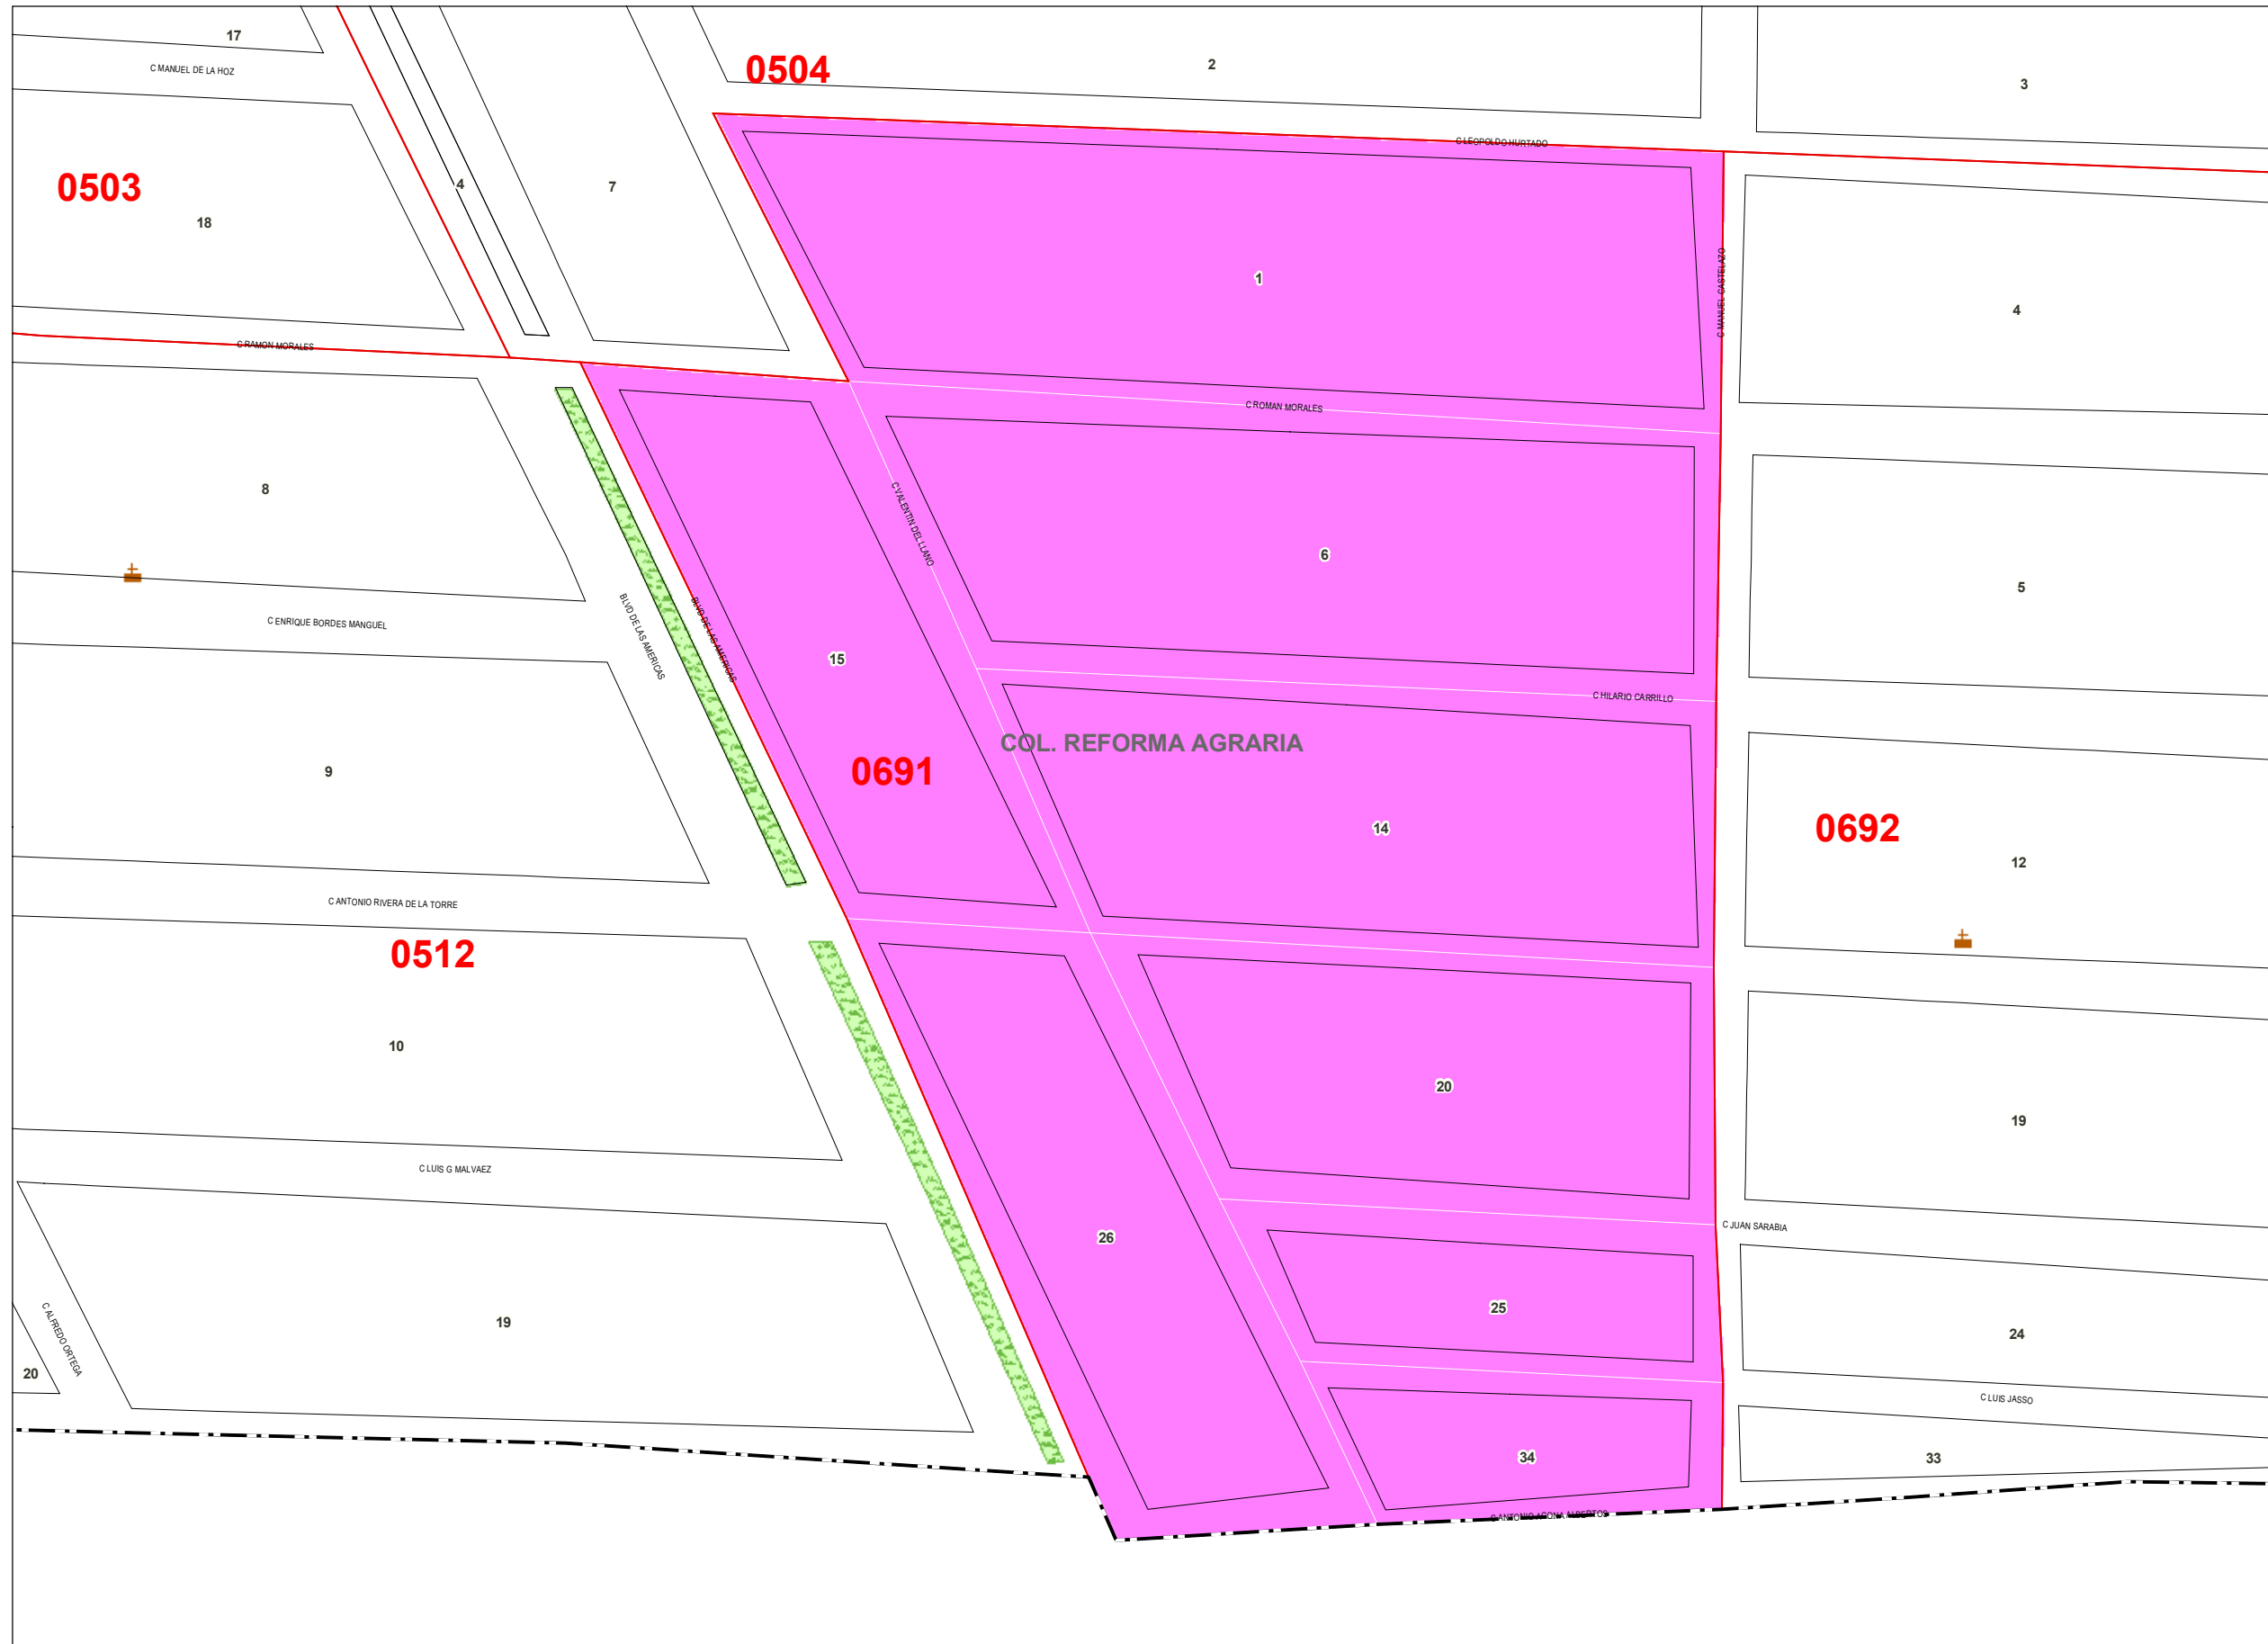 17
C MANUEL DE LA HOZ
0504
2
3
0503
18
4
7
C LEOPOLDO HURTADO
1
C MANUEL CASTELAZO
4
C RAMON MORALES
C ROMAN MORALES
8
C VALENTIN DEL LLANO
6
5
C ENRIQUE BORDES MANGUEL
BLVD DE LAS AMERICAS
BLVD DE LAS AMERICAS
15
C HILARIO CARRILLO
COL. REFORMA AGRARIA
9
0691
14
0692
12
C ANTONIO RIVERA DE LA TORRE
0512
10
20
19
C LUIS G MALVAEZ
26
C JUAN SARABIA
C ALFREDO ORTEGA
19
25
24
20
C LUIS JASSO
34
33